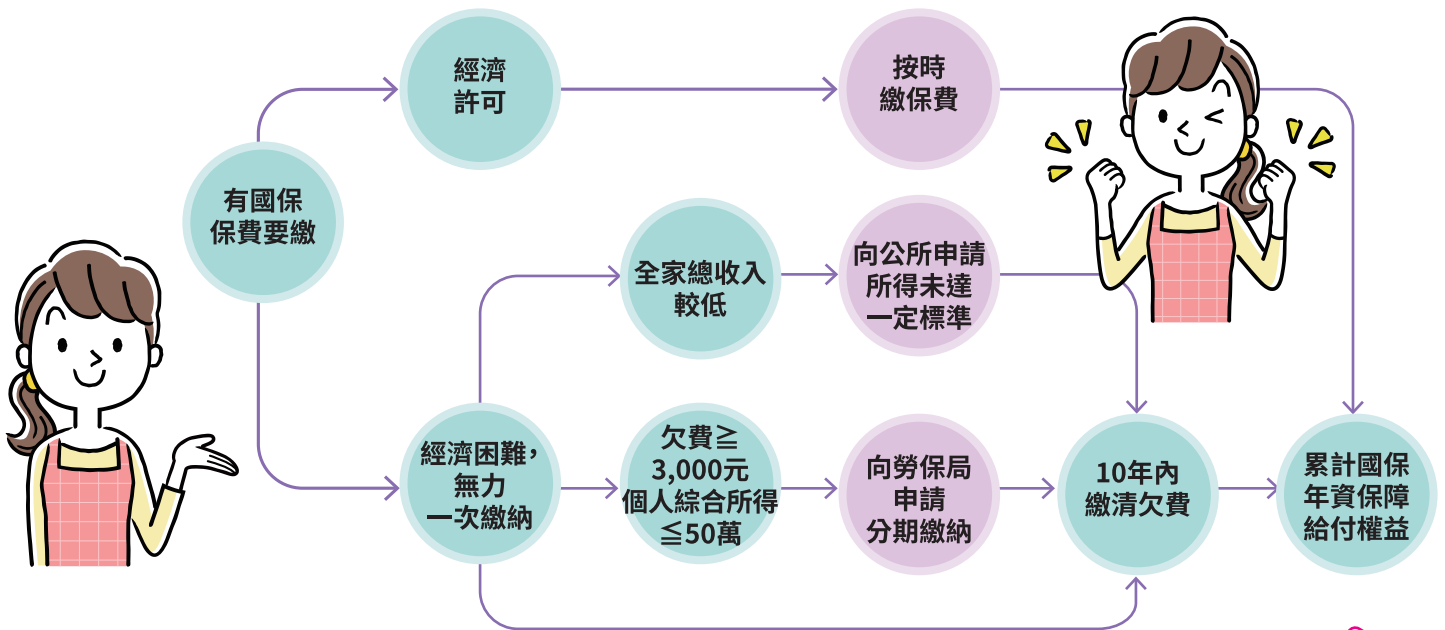 經濟
許可
按時
繳保費
有國保
保費要繳
全家總收入
較低
向公所申請
所得未達
一定標準
經濟困難，
無力
一次繳納
欠費≧
3,000元
個人綜合所得
≦50萬
向勞保局
申請
分期繳納
10年內
繳清欠費
累計國保
年資保障
給付權益